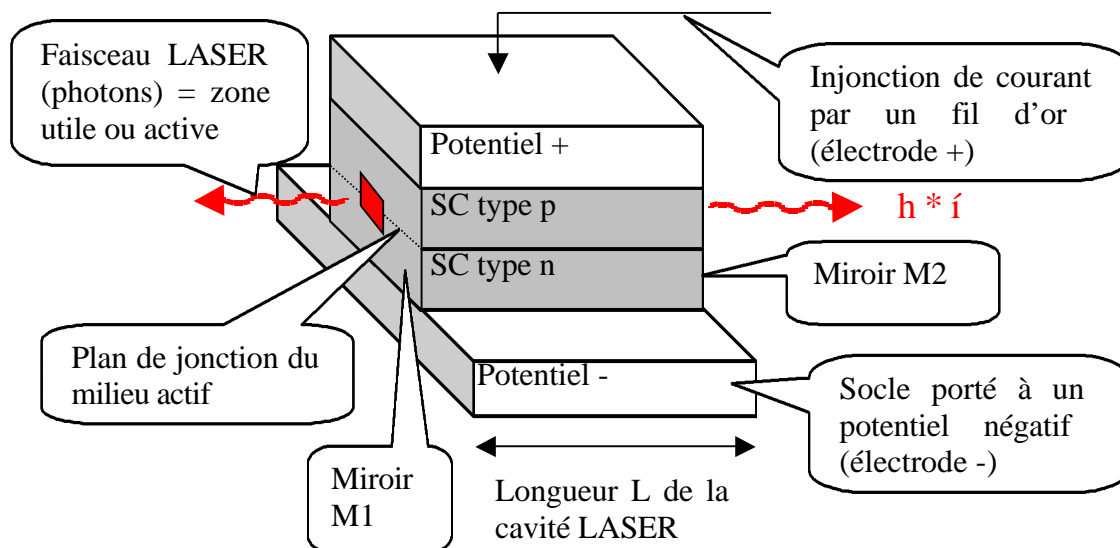 Faisceau LASER
(photons) = zone
utile ou active
Injonction de courant
par un fil d'or
(électrode +)
Potentiel +
SC type p
h * í
SC type n
Miroir M2
Plan de jonction du
milieu actif
Potentiel -
Socle porté à un
potentiel négatif
(électrode -)
Miroir
M1
Longueur L de la
cavité LASER